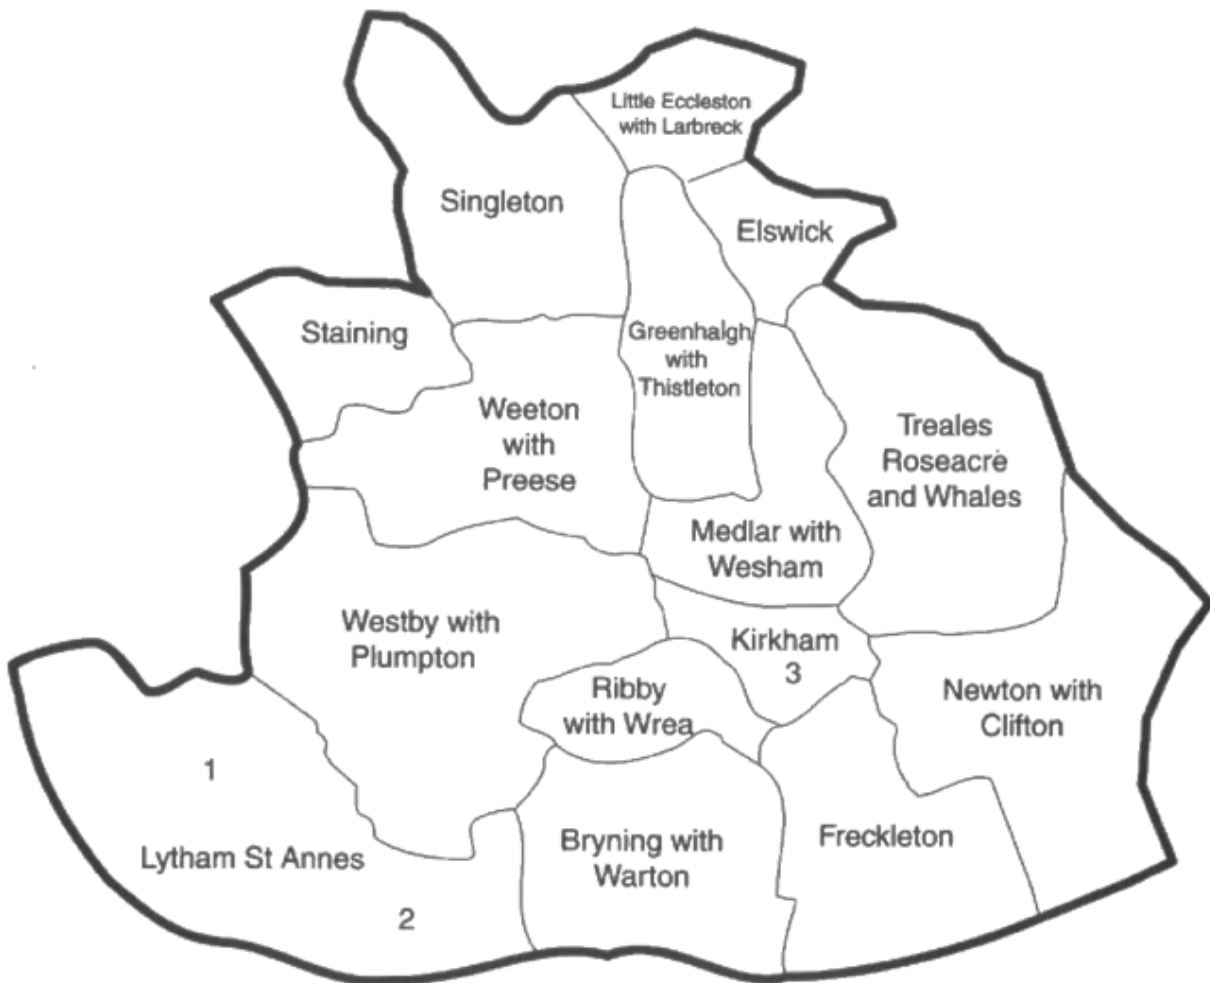 Little Eccleston
with Larbreck
Singleton
Elswick
Staining
Greenhalgh
with
Thistleton
Weeton
with
Preese
Treales
Roseacre
and Whales
Medlar with
Wesham
Westby with
Plumpton
Kirkham
3
Ribby
with Wrea
Newton with
Clifton
1
Lytham St Annes
2
Bryning with
Warton
Freckleton